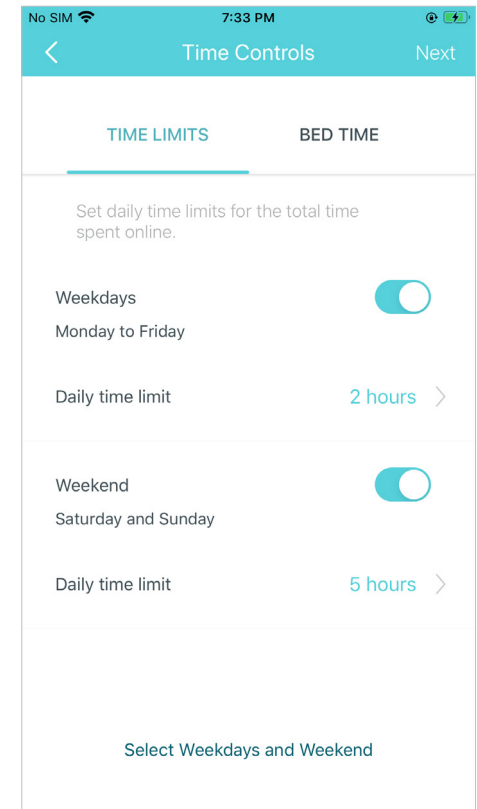 No SIM 7:33 PM
Time Controls Next
TIME LIMITS BED TIME
Set daily time limits for the total time
spent online.
Weekdays
Monday to Friday
Daily time limit 2 hours
Weekend
Saturday and Sunday
Daily time limit 5 hours
Select Weekdays and Weekend